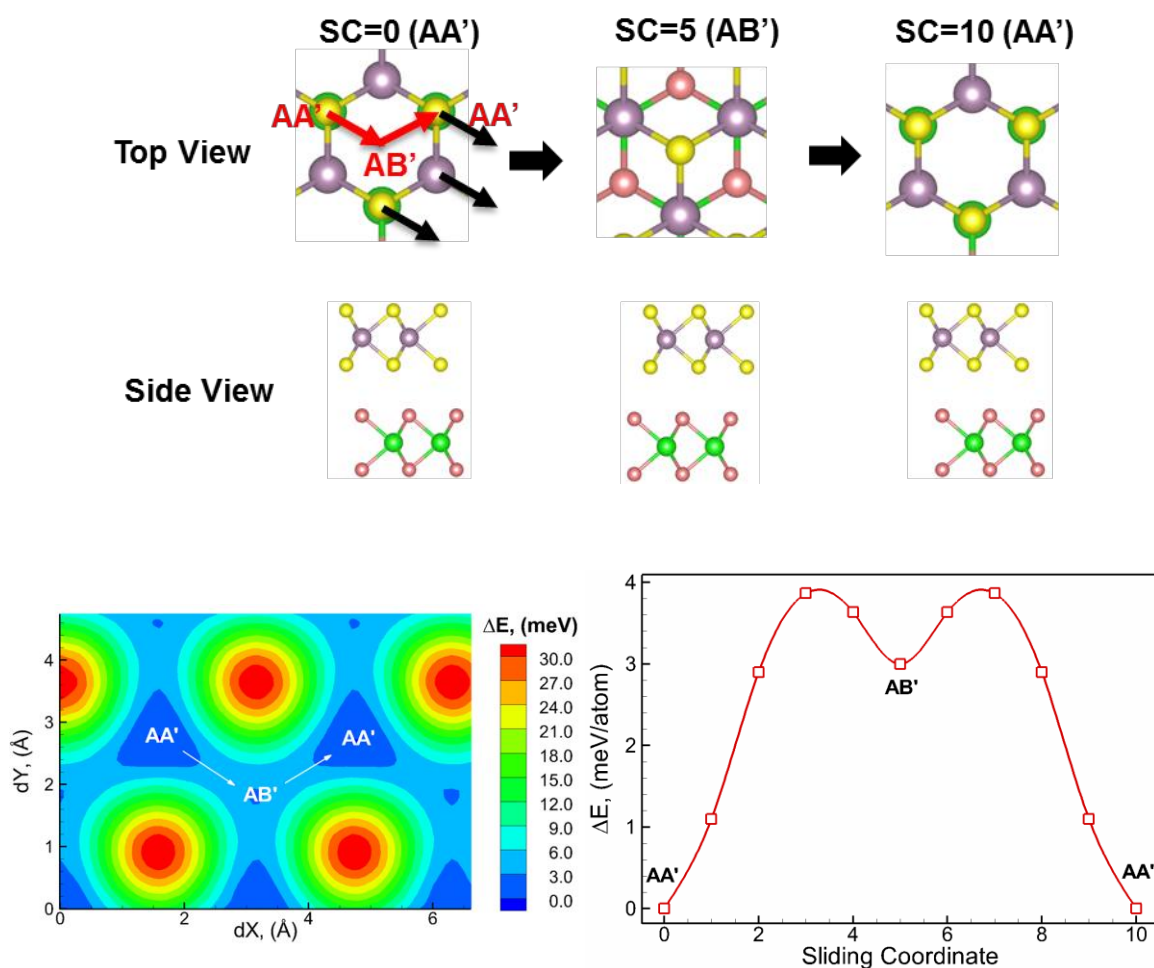 SC=0 (AA’)
SC=5 (AB’)
SC=10 (AA’)
Top View
AA’
AA’
AB’
Side View
ΔE, (meV)
30.0
27.0
24.0
21.0
18.0
15.0
12.0
9.0
6.0
3.0
0.0
dY, (Å)
4
3
2
1
0
AA'
AA'
AB'
0
2
4
6
dX, (Å)
ΔE, (meV/atom)
4
3
2
1
0
AB'
AA'
AA'
0
2
4
6
8
10
Sliding Coordinate